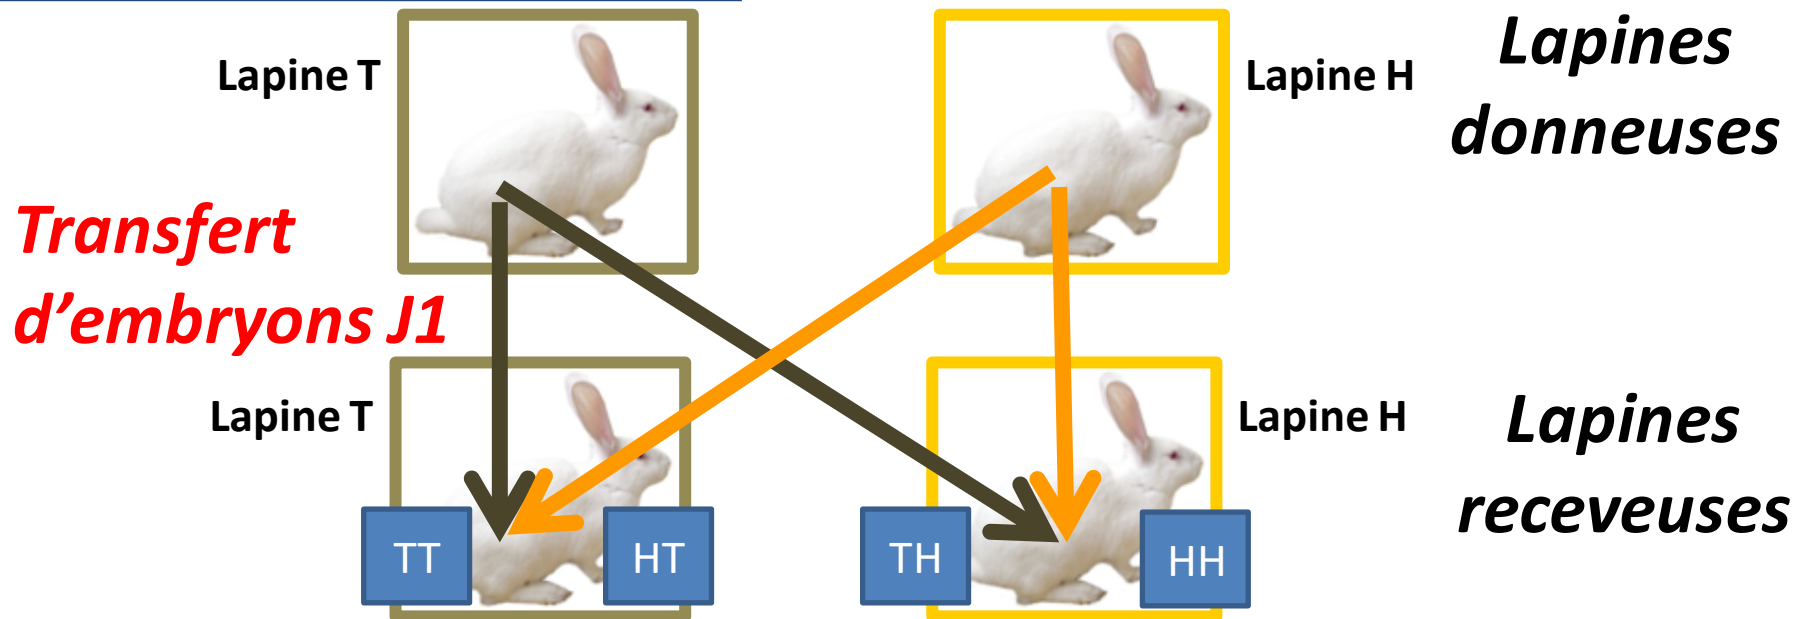 Lapine T
Lapine H
Lapines
donneuses
Transfert
d’embryons J1
Lapine T
Lapine H
Lapines
receveuses
TT
HT
TH
HH